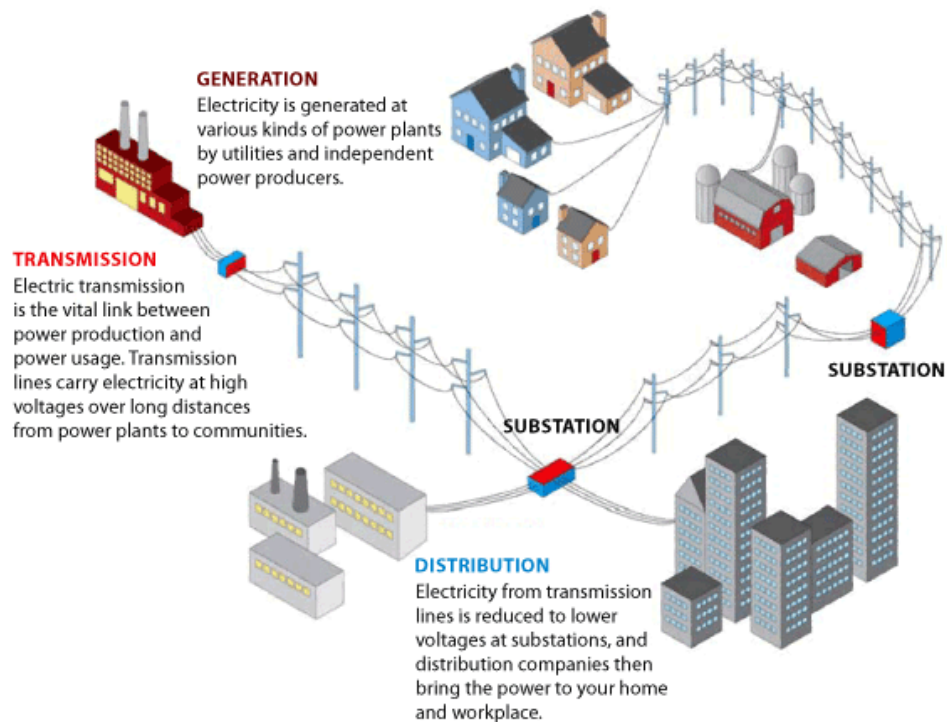 GENERATION
Electricity is generated at
various kinds of power plants
by utilities and independent
power producers.
TRANSMISSION
Electric transmission
is the vital link between
power production and
power usage. Transmission
lines carry electricity at high
voltages over long distances
from power plants to communities.
SUBSTATION
SUBSTATION
DISTRIBUTION
Electricity from transmission
lines is reduced to lower
voltages at substations, and
distribution companies then
bring the power to your home
and workplace.